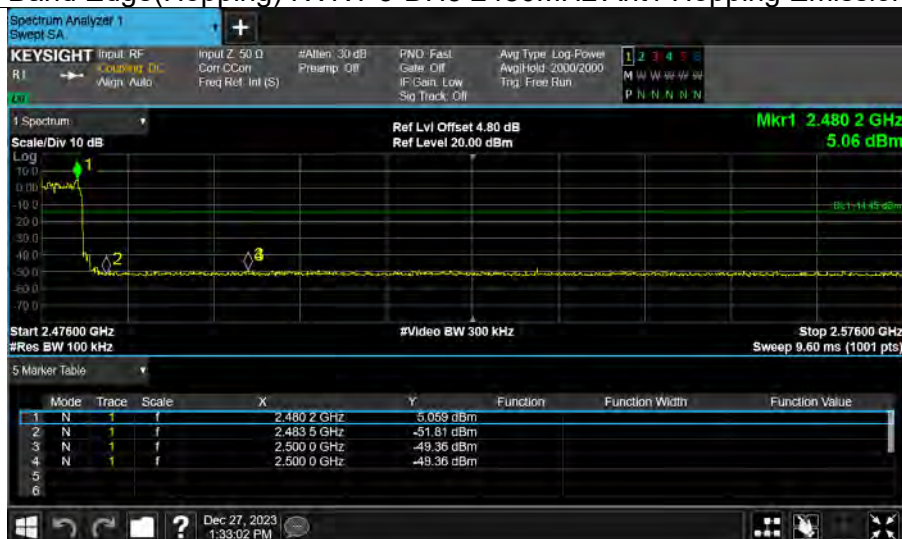 Spectrum Analyzer 1
Swept SA
+
KEYSIGHT Input: RF Input Z: 50 Ω #Atten: 30 dB PNO: Fast Avg Type: Log-Power 1 2 3 4 5 6
R L Coupling: DC Corr CCorr Preamp: Off Gate: Off Avg|Hold: 2000/2000 M W W W W W
Align: Auto Freq Ref: Int (S) IF Gain: Low Trig: Free Run
Sig Track: Off P N N N N N
1 Spectrum Ref Lvl Offset 4.80 dB Mkr1 2.480 2 GHz
Scale/Div 10 dB Ref Level 20.00 dBm 5.06 dBm
Log
10.0
0.00
-10.0
DL1 -14.45 dBm
-20.0
-30.0
-40.0
-50.0
-60.0
-70.0
1
2
Start 2.47600 GHz #Video BW 300 kHz Stop 2.57600 GHz
#Res BW 100 kHz Sweep 9.60 ms (1001 pts)
5 Marker Table
Mode Trace Scale X Y Function Function Width Function Value
1 N 1 f 2.480 2 GHz 5.059 dBm
2 N 1 f 2.483 5 GHz -51.81 dBm
3 N 1 f 2.500 0 GHz -49.36 dBm
4 N 1 f 2.500 0 GHz -49.36 dBm
5
6
? Dec 27, 2023
1:33:02 PM